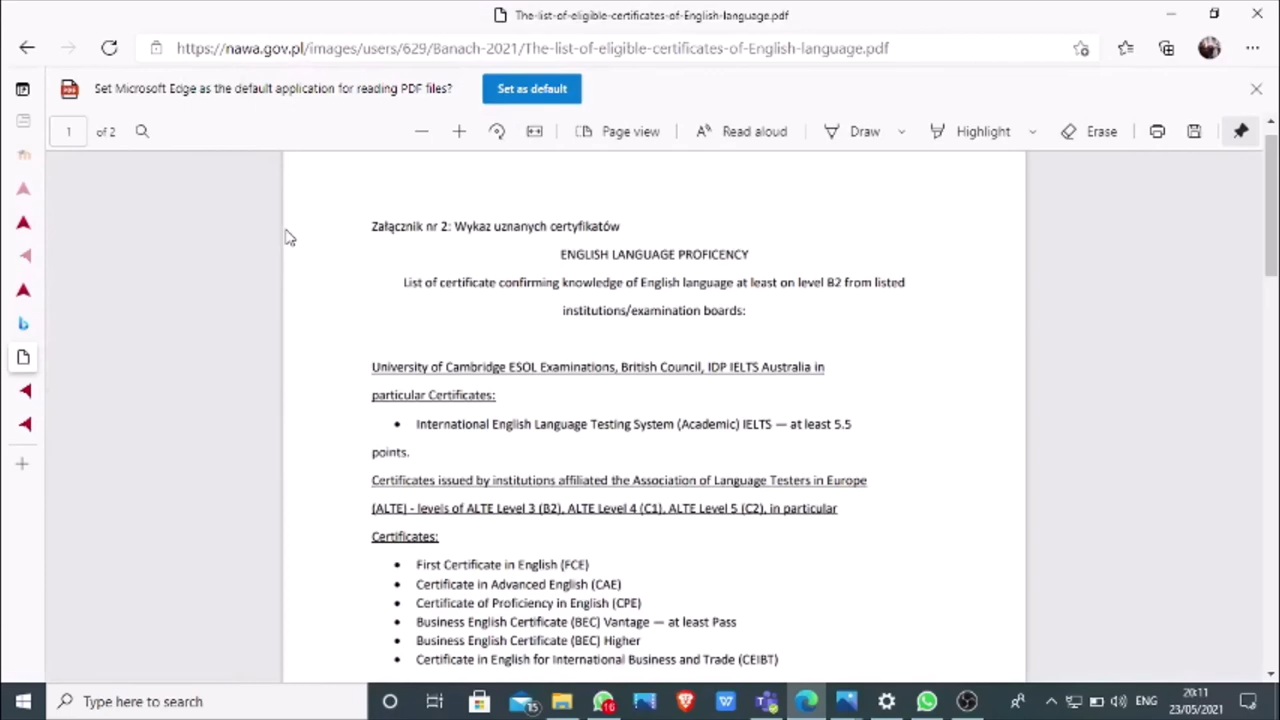 The-list-of-eligible-certificates-of-English-language.pdf
https://nawa.gov.pl/images/users/629/Banach-2021/The-list-of-eligible-certificates-of-English-language.pdf
Set Microsoft Edge as the default application for reading PDF files?
Set as default
1 of 2
Page view
Read aloud
Draw
Highlight
Erase
Załącznik nr 2: Wykaz uznanych certyfikatów
ENGLISH LANGUAGE PROFICENCY
List of certificate confirming knowledge of English language at least on level B2 from listed
institutions/examination boards:
University of Cambridge ESOL Examinations, British Council, IDP IELTS Australia in
particular Certificates:
• International English Language Testing System (Academic) IELTS — at least 5.5
points.
Certificates issued by institutions affiliated the Association of Language Testers in Europe
(ALTE) - levels of ALTE Level 3 (B2), ALTE Level 4 (C1), ALTE Level 5 (C2), in particular
Certificates:
• First Certificate in English (FCE)
• Certificate in Advanced English (CAE)
• Certificate of Proficiency in English (CPE)
• Business English Certificate (BEC) Vantage — at least Pass
• Business English Certificate (BEC) Higher
• Certificate in English for International Business and Trade (CEIBT)
Type here to search
15
16
ENG
20:11
23/05/2021